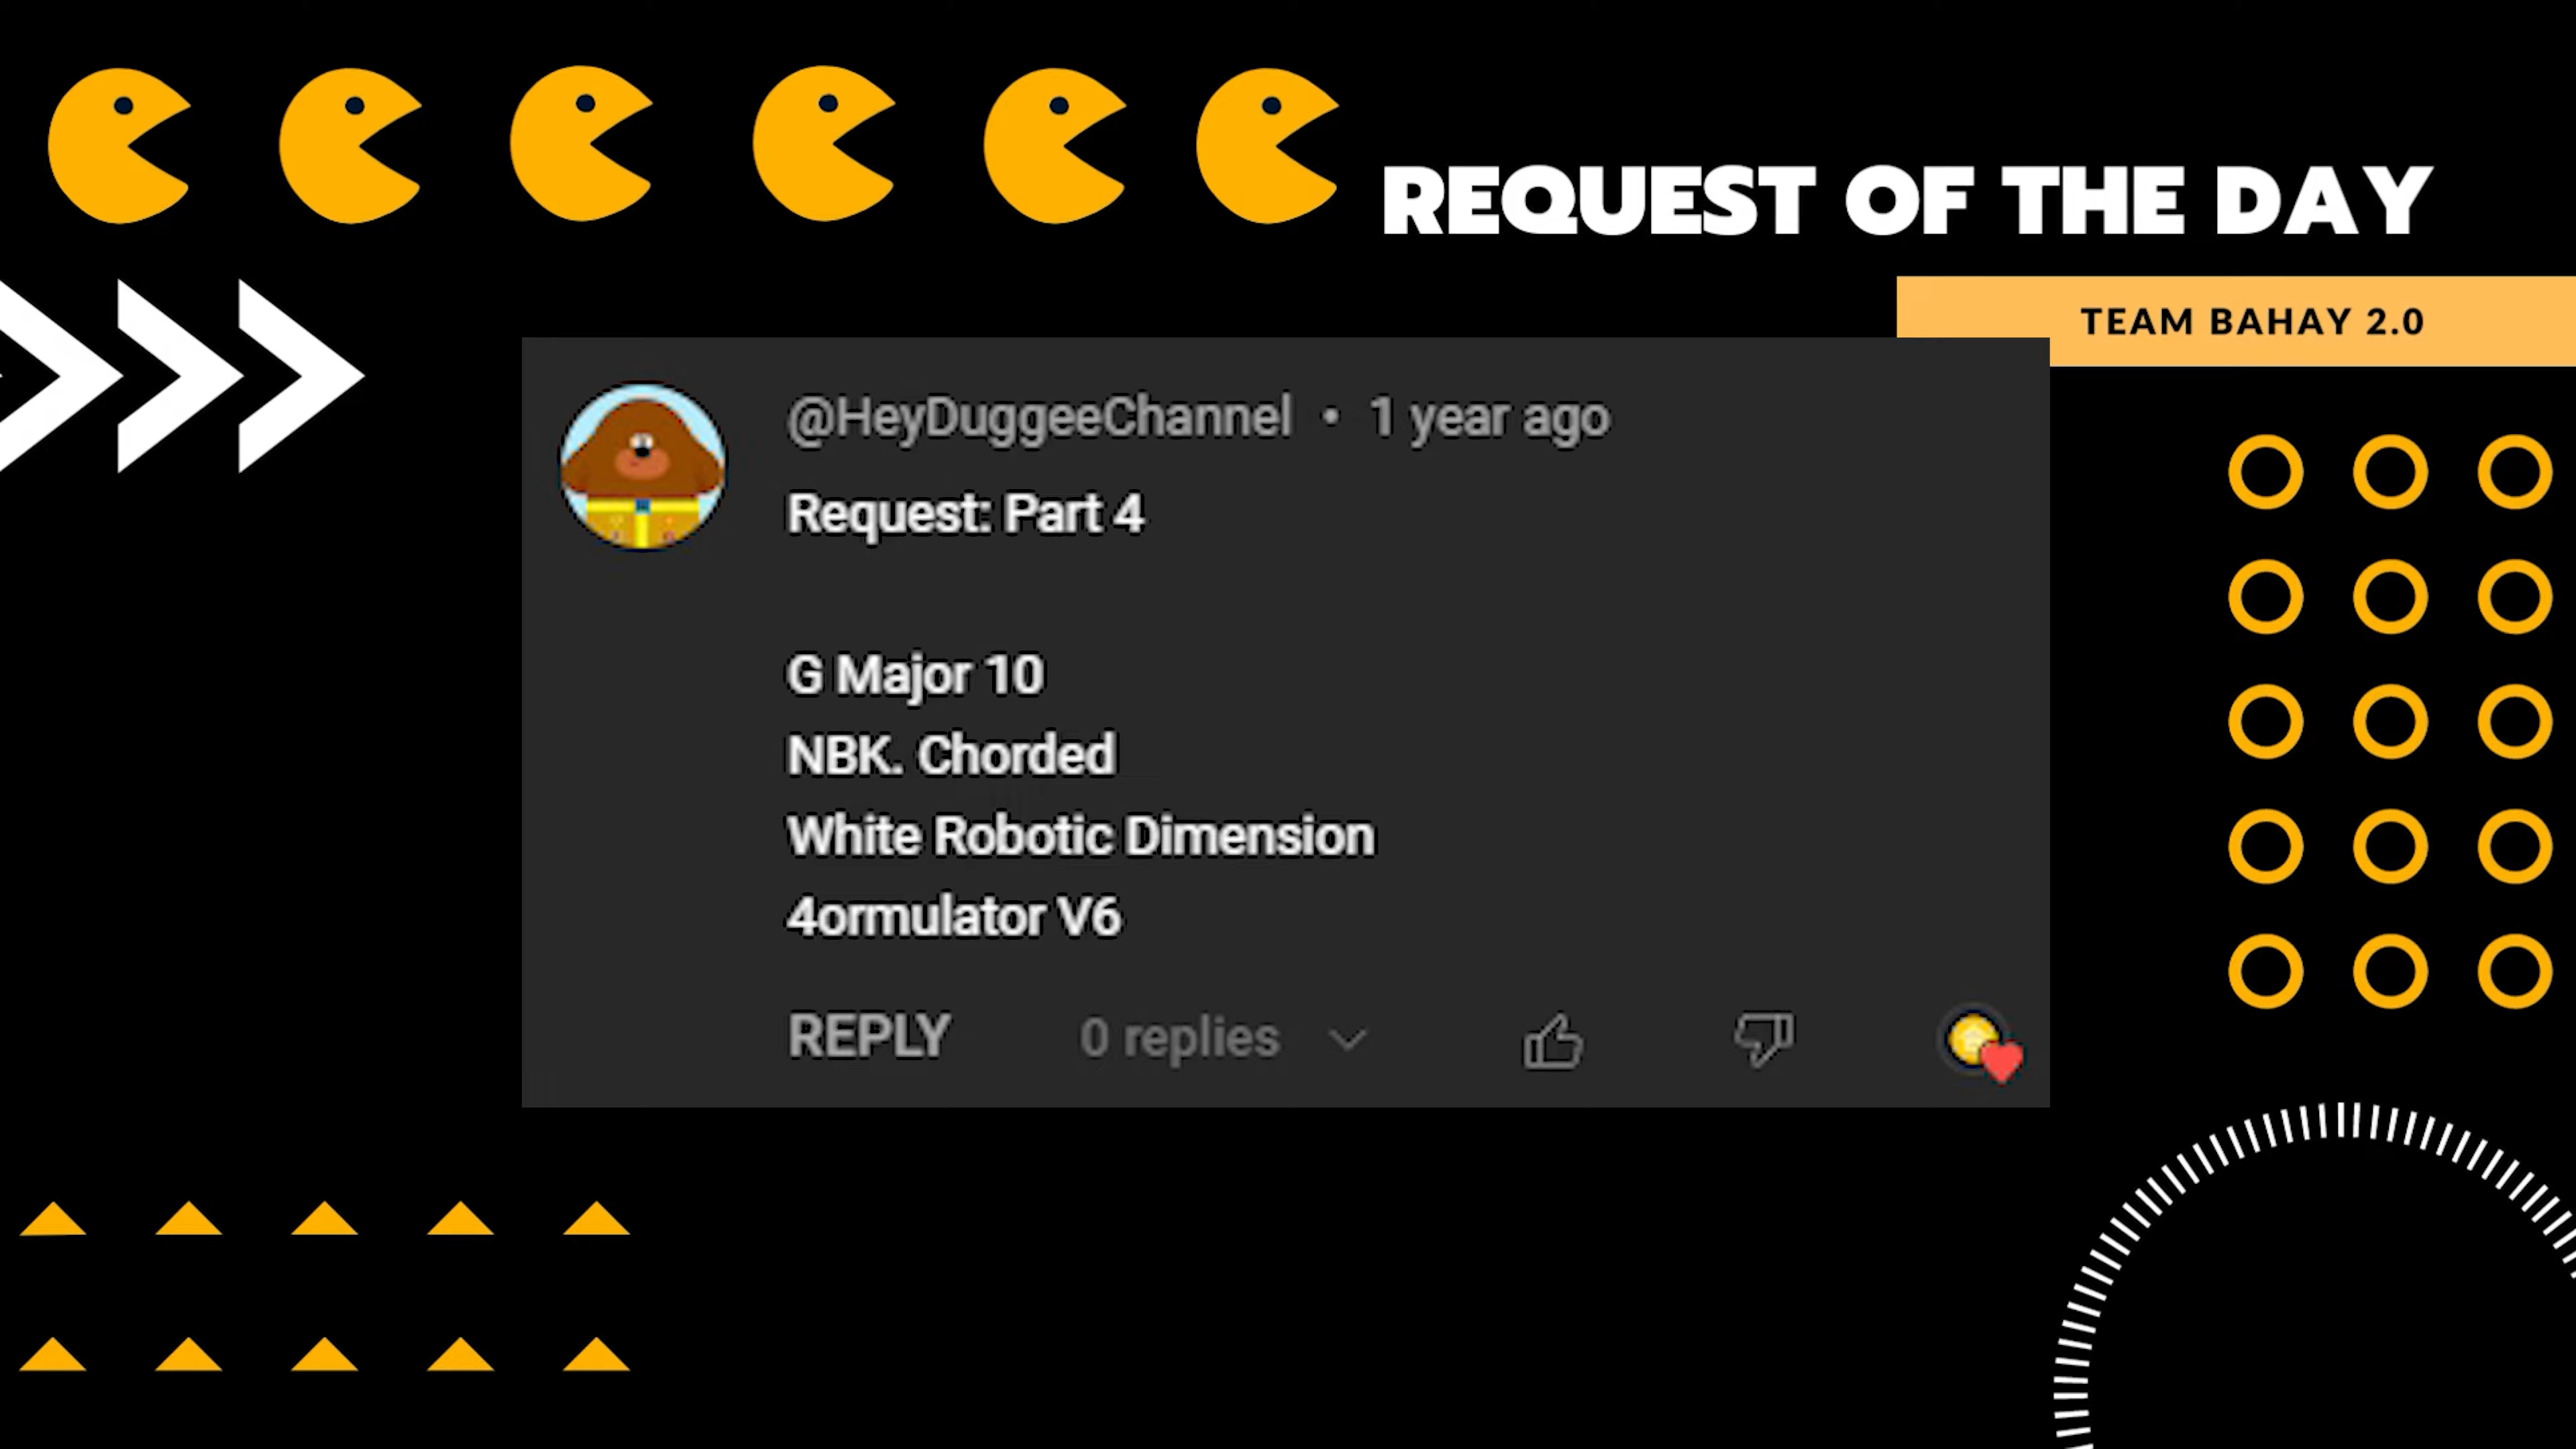 REQUEST OF THE DAY
TEAM BAHAY 2.0
@HeyDuggeeChannel • 1 year ago
Request: Part 4
G Major 10
NBK. Chorded
White Robotic Dimension
4ormulator V6
REPLY 0 replies